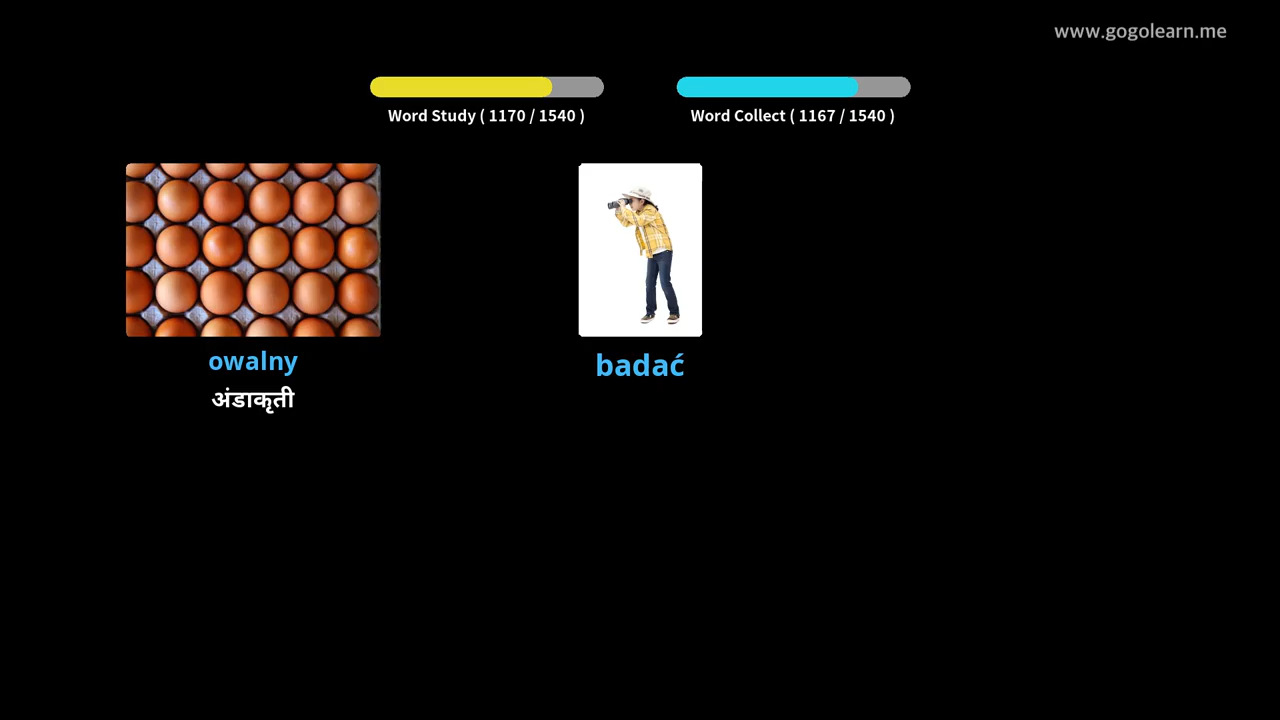 www.gogolearn.me
Word Study ( 1170 / 1540 )
Word Collect ( 1167 / 1540 )
owalny
अंडाकृती
badać